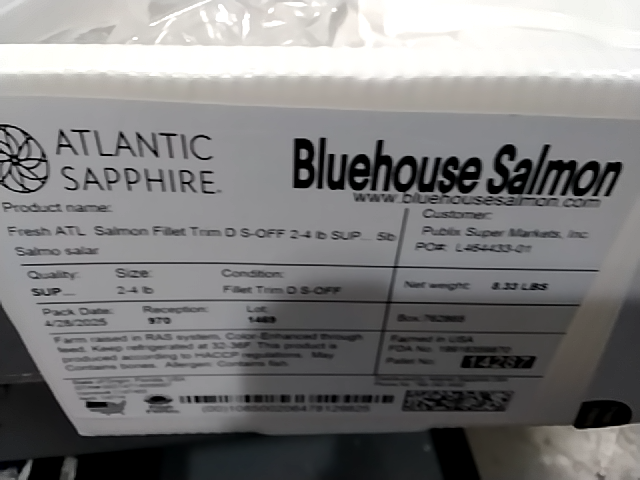 ATLANTIC
SAPPHIRE
Bluehouse Salmon
www.bluehousesalmon.com
Product name:
Fresh ATL Salmon Fillet Trim D S-OFF 2-4 lb SUP... 5lb
Salmo salar
Customer:
Publix Super Markets, Inc.
PO#: L464433-01
Quality: Size: Condition:
SUP... 2-4 lb Fillet Trim D S-OFF
Net weight: 8.33 LBS
Pack Date: Reception: Lot:
4/28/2025 970 1469
Farm raised in RAS system, Color-Enhanced through
feed. Keep refrigerated at 32-39F This product is
produced according to HACCP regulations. May
Contains bones. Allergen: Contains fish
Farmed in USA
FDA No.
Pallet No: 14287